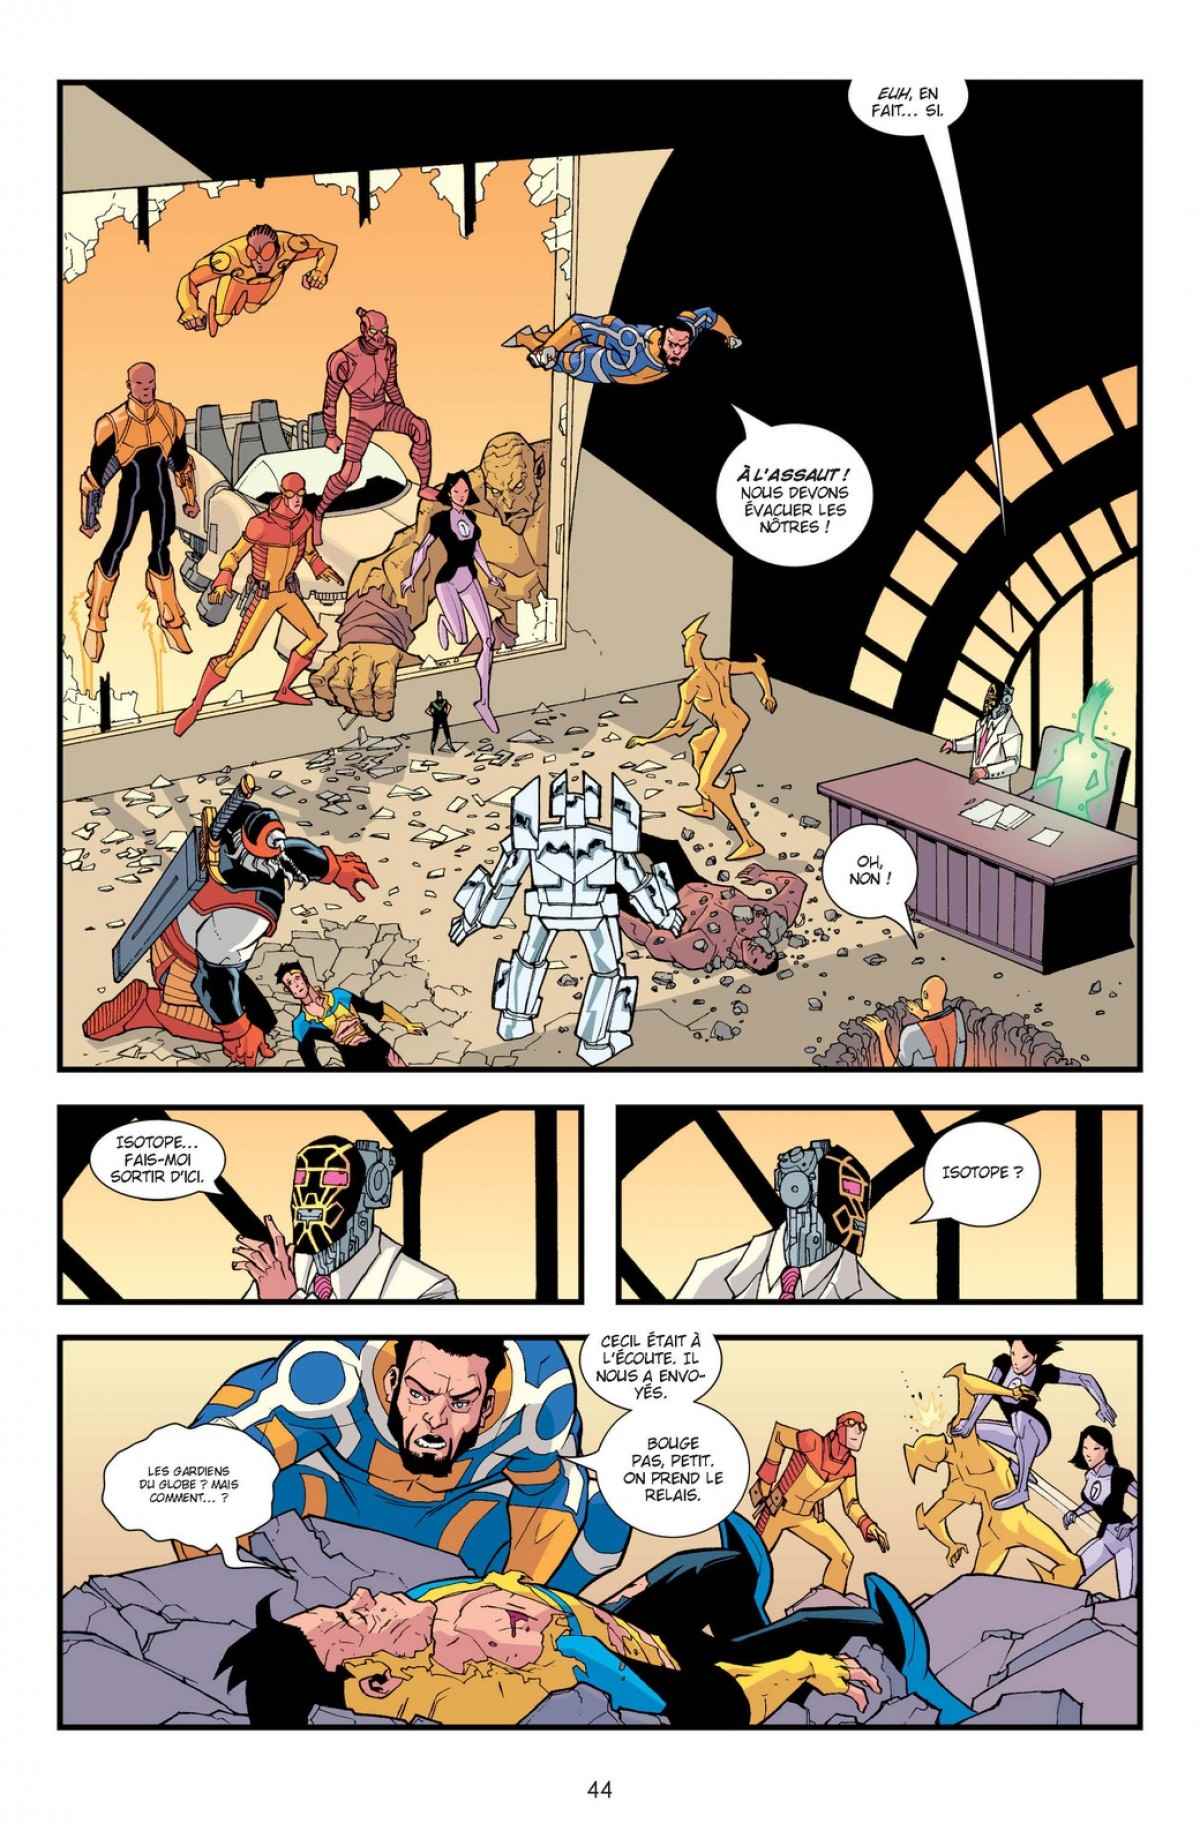 EUH, EN
FAIT... SI.
À L'ASSAUT !
NOUS DEVONS
ÉVACUER LES
NÔTRES !
OH,
NON !
ISOTOPE...
FAIS-MOI
SORTIR D'ICI.
ISOTOPE ?
CECIL ÉTAIT À
L'ÉCOUTE. IL
NOUS A ENVO-
YÉS.
LES GARDIENS
DU GLOBE ? MAIS
COMMENT... ?
BOUGE
PAS, PETIT.
ON PREND LE
RELAIS.
44